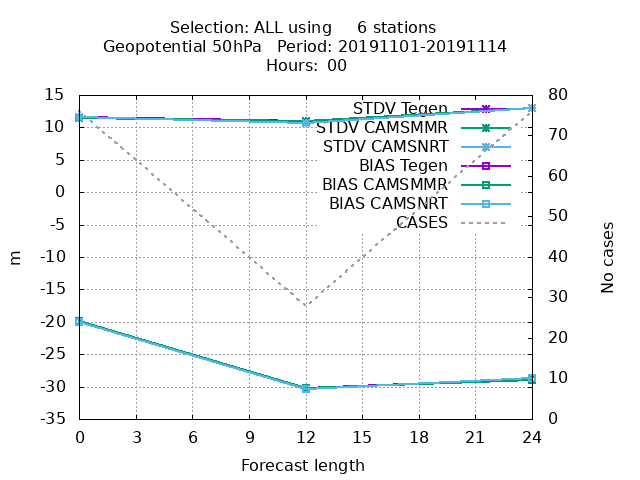 Selection: ALL using     6 stations
Geopotential 50hPa   Period: 20191101-20191114
Hours: 00
STDV Tegen
STDV CAMSMMR
STDV CAMSNRT
BIAS Tegen
BIAS CAMSMMR
BIAS CAMSNRT
CASES
15
10
5
0
-5
-10
-15
-20
-25
-30
-35
m
80
70
60
50
40
30
20
10
0
No cases
0 3 6 9 12 15 18 21 24
Forecast length